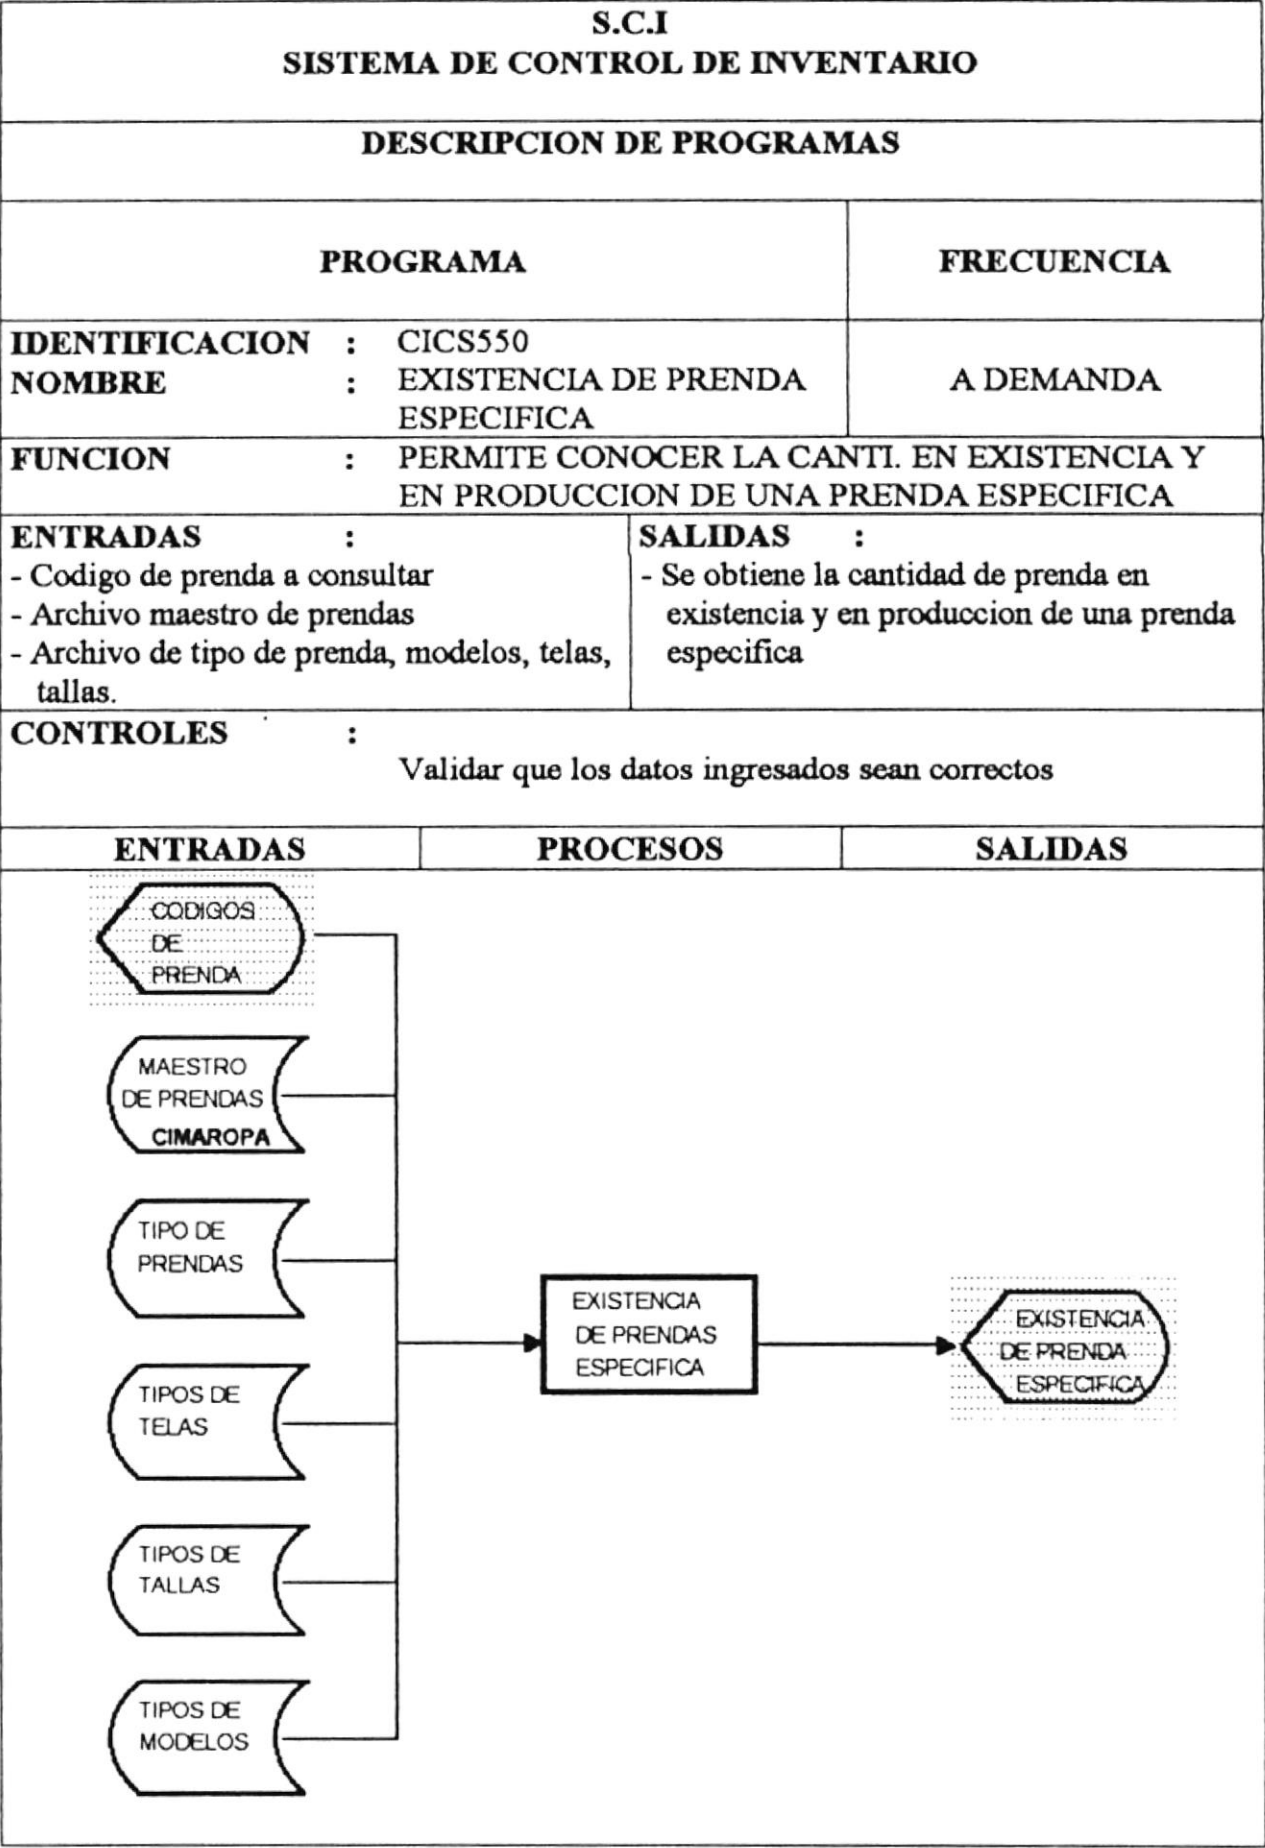 S.C.I
SISTEMA DE CONTROL DE INVENTARIO
DESCRIPCION DE PROGRAMAS
PROGRAMA
FRECUENCIA
IDENTIFICACION : CICS550
NOMBRE : EXISTENCIA DE PRENDA
ESPECIFICA
A DEMANDA
FUNCION : PERMITE CONOCER LA CANTI. EN EXISTENCIA Y
EN PRODUCCION DE UNA PRENDA ESPECIFICA
ENTRADAS :
- Codigo de prenda a consultar
- Archivo maestro de prendas
- Archivo de tipo de prenda, modelos, telas,
tallas.
SALIDAS :
- Se obtiene la cantidad de prenda en
existencia y en produccion de una prenda
especifica
CONTROLES :
Validar que los datos ingresados sean correctos
ENTRADAS
PROCESOS
SALIDAS
CODIGOS
DE
PRENDA
MAESTRO
DE PRENDAS
CIMAROPA
TIPO DE
PRENDAS
TIPOS DE
TELAS
TIPOS DE
TALLAS
TIPOS DE
MODELOS
EXISTENCIA
DE PRENDAS
ESPECIFICA
EXISTENCIA
DE PRENDA
ESPECIFICA